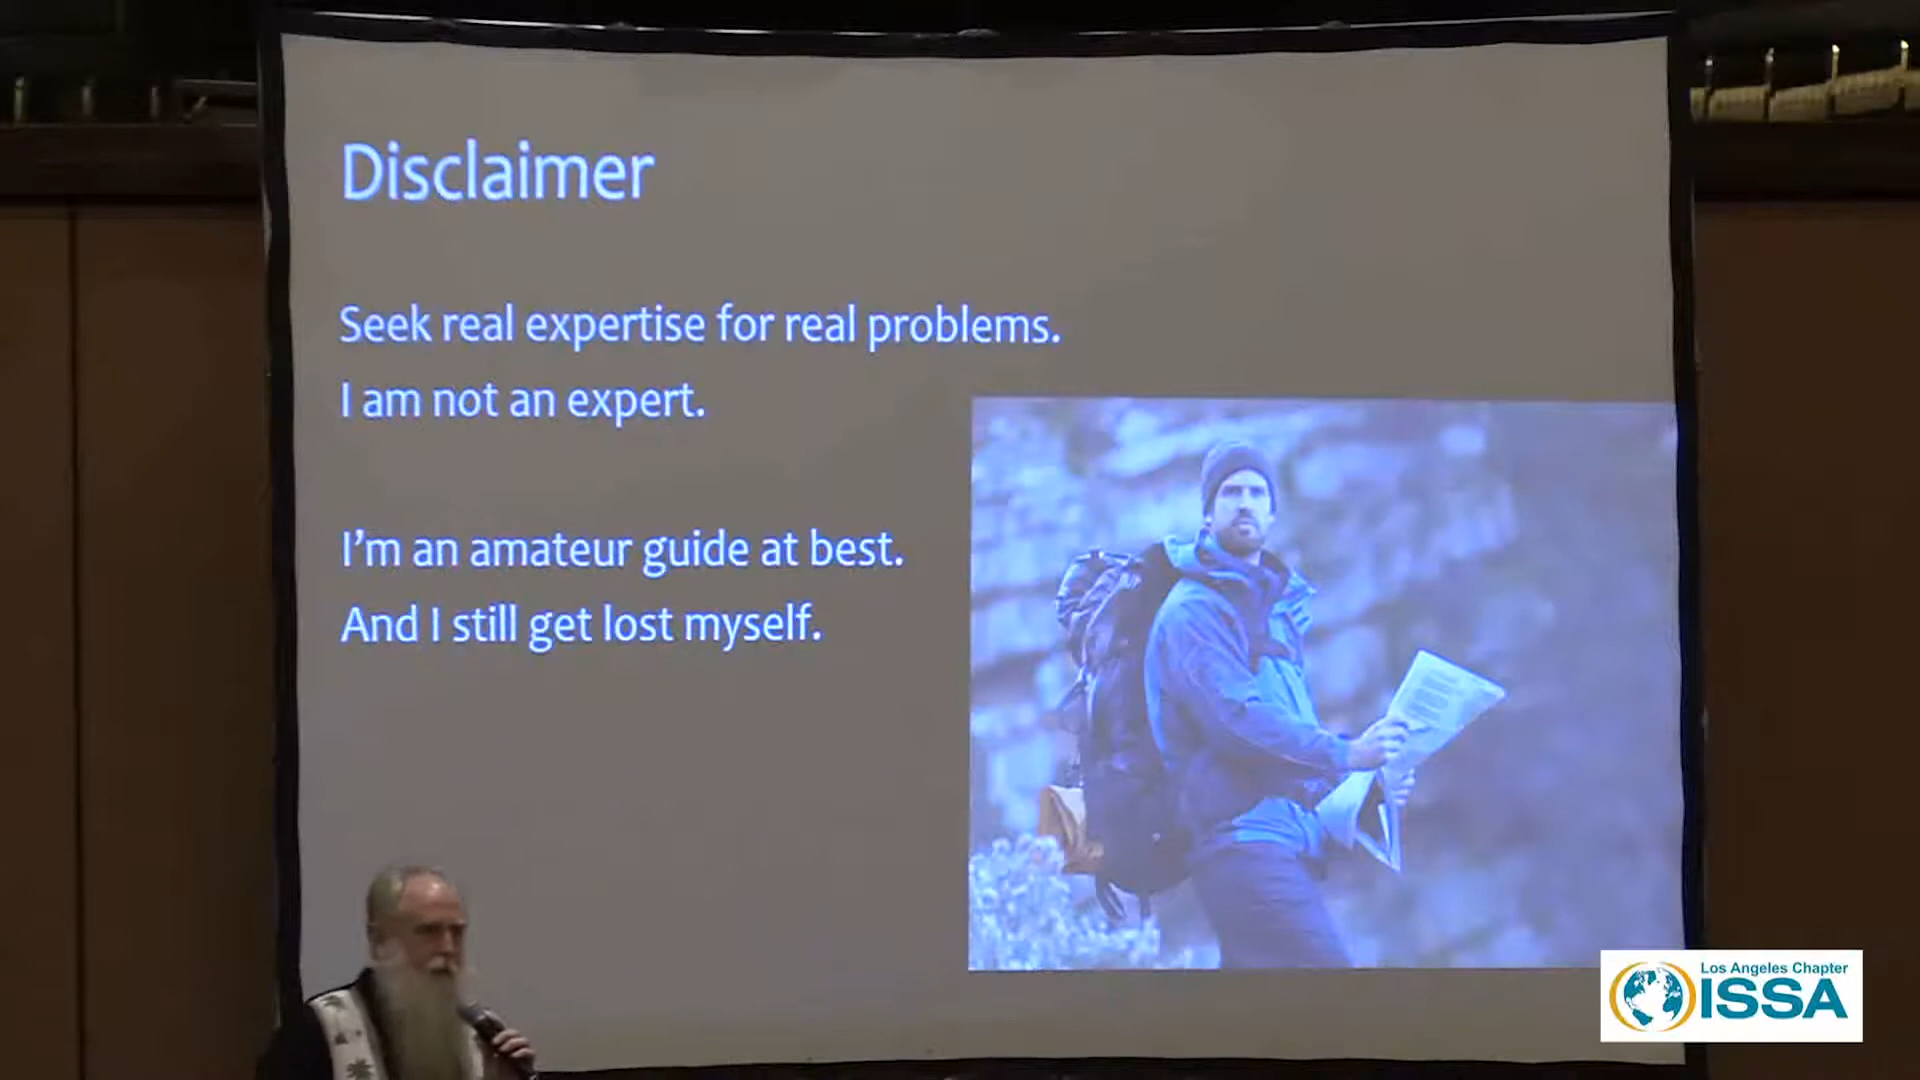 Disclaimer
Seek real expertise for real problems.
I am not an expert.
I'm an amateur guide at best.
And I still get lost myself.
Los Angeles Chapter
ISSA